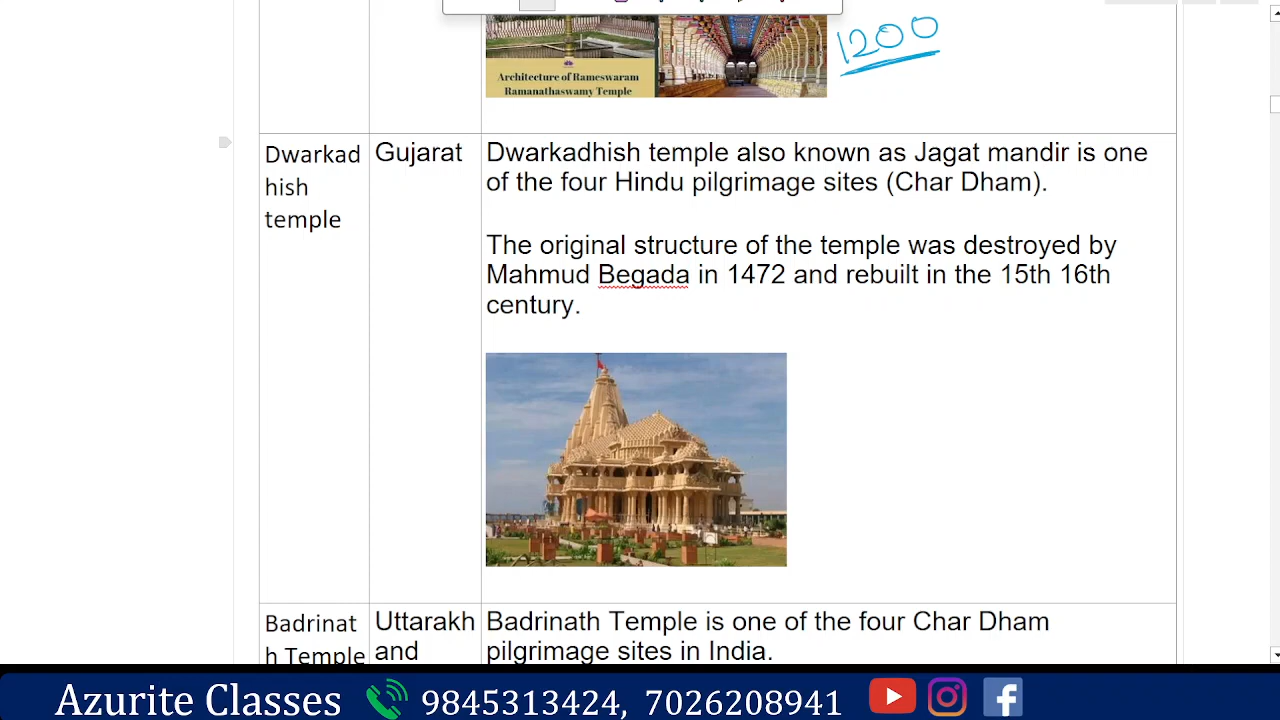 1200
Architecture of Rameswaram
Ramanathaswamy Temple
Dwarkad
hish
temple
Gujarat
Dwarkadhish temple also known as Jagat mandir is one
of the four Hindu pilgrimage sites (Char Dham).
The original structure of the temple was destroyed by
Mahmud Begada in 1472 and rebuilt in the 15th 16th
century.
Badrinat
h Temple
Uttarakh
and
Badrinath Temple is one of the four Char Dham
pilgrimage sites in India.
Azurite Classes 9845313424, 7026208941